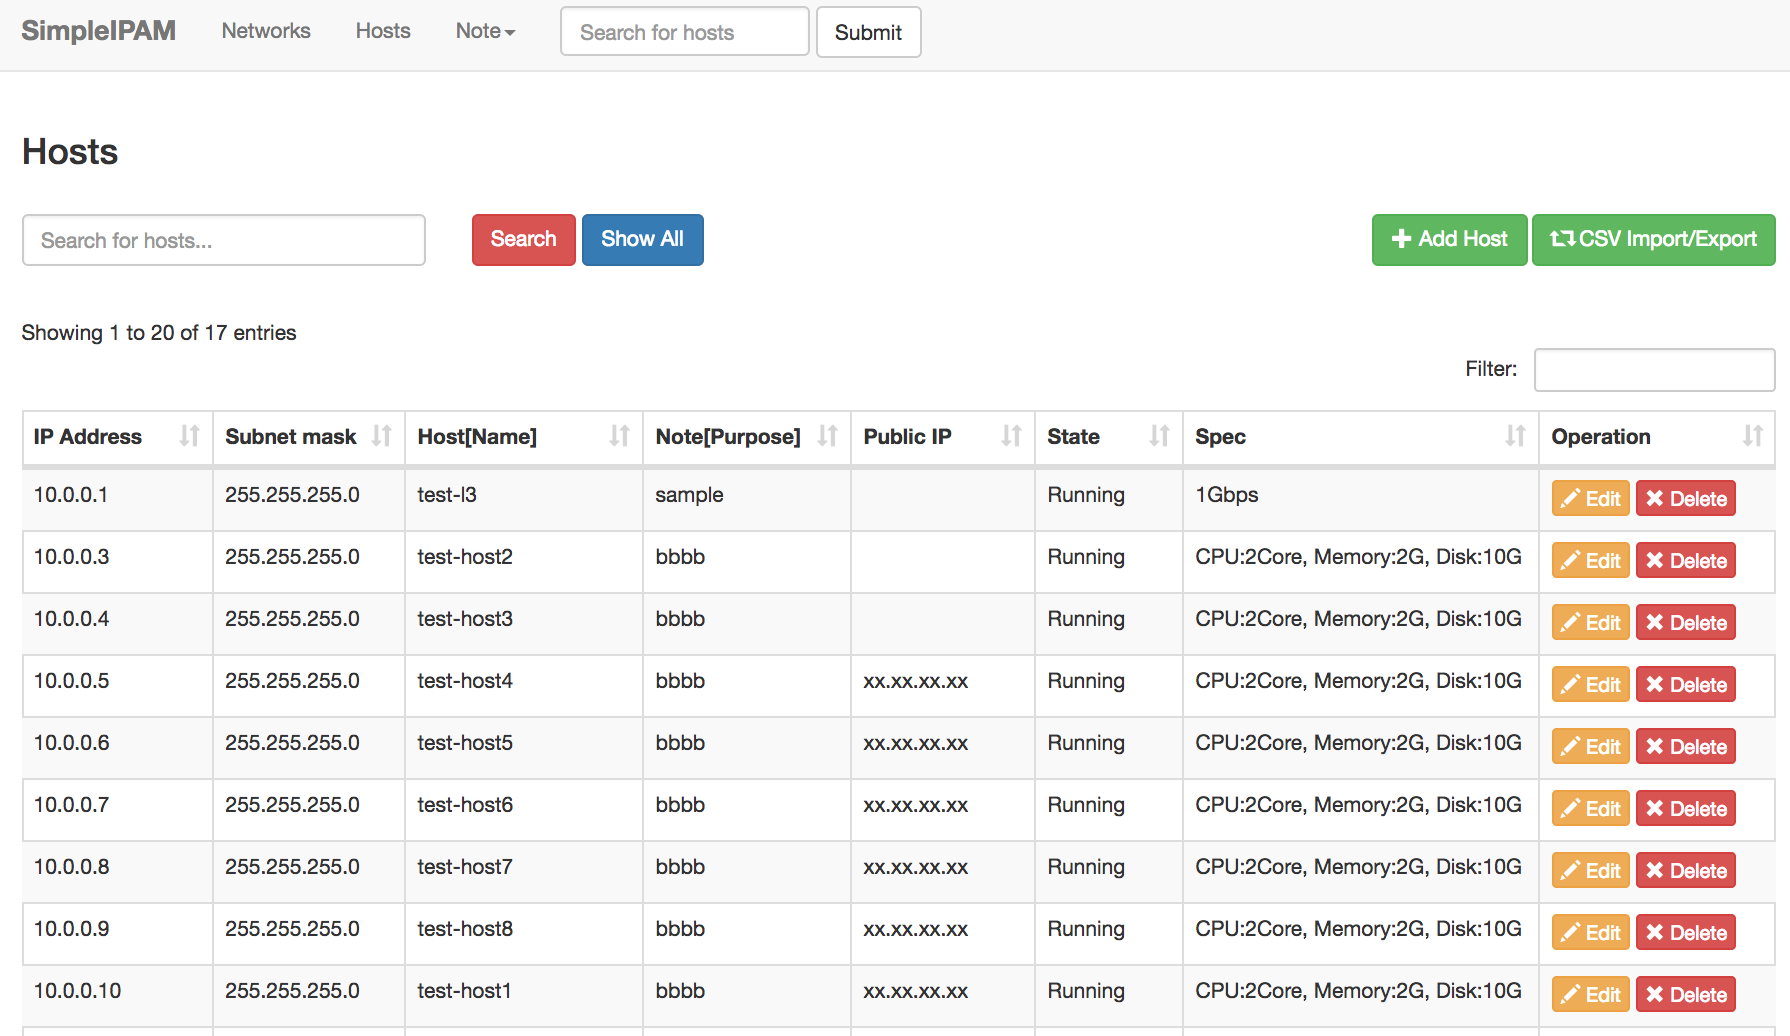 SimpleIPAM Networks Hosts Note Search for hosts Submit
Hosts
Search for hosts... Search Show All Add Host CSV Import/Export
Showing 1 to 20 of 17 entries
Filter:
IP Address Subnet mask Host[Name] Note[Purpose] Public IP State Spec Operation
10.0.0.1 255.255.255.0 test-l3 sample Running 1Gbps Edit Delete
10.0.0.3 255.255.255.0 test-host2 bbbb Running CPU:2Core, Memory:2G, Disk:10G Edit Delete
10.0.0.4 255.255.255.0 test-host3 bbbb Running CPU:2Core, Memory:2G, Disk:10G Edit Delete
10.0.0.5 255.255.255.0 test-host4 bbbb xx.xx.xx.xx Running CPU:2Core, Memory:2G, Disk:10G Edit Delete
10.0.0.6 255.255.255.0 test-host5 bbbb xx.xx.xx.xx Running CPU:2Core, Memory:2G, Disk:10G Edit Delete
10.0.0.7 255.255.255.0 test-host6 bbbb xx.xx.xx.xx Running CPU:2Core, Memory:2G, Disk:10G Edit Delete
10.0.0.8 255.255.255.0 test-host7 bbbb xx.xx.xx.xx Running CPU:2Core, Memory:2G, Disk:10G Edit Delete
10.0.0.9 255.255.255.0 test-host8 bbbb xx.xx.xx.xx Running CPU:2Core, Memory:2G, Disk:10G Edit Delete
10.0.0.10 255.255.255.0 test-host1 bbbb xx.xx.xx.xx Running CPU:2Core, Memory:2G, Disk:10G Edit Delete